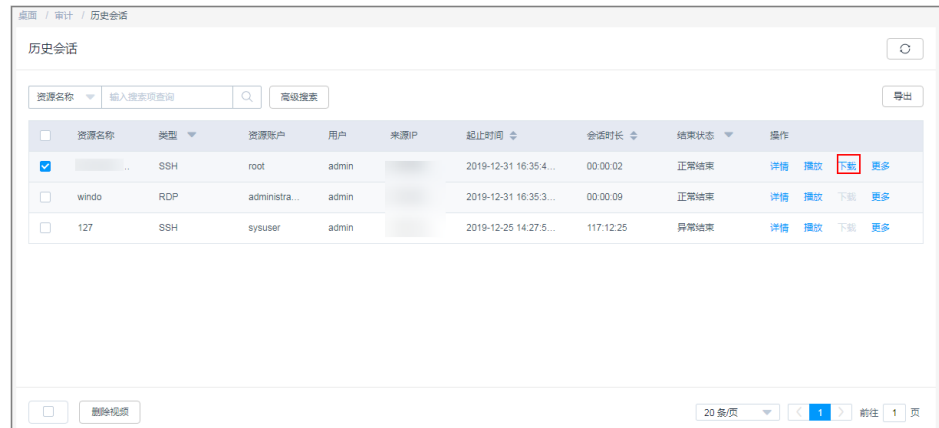 桌面 / 审计 / 历史会话
历史会话
资源名称 输入搜索项查询 高级搜索 导出
资源名称 类型 资源账户 用户 来源IP 起止时间 会话时长 结束状态 操作
SSH root admin 2019-12-31 16:35:4... 00:00:02 正常结束 详情 播放 下载 更多
windo RDP administra... admin 2019-12-31 16:35:3... 00:00:09 正常结束 详情 播放 下载 更多
127 SSH sysuser admin 2019-12-25 14:27:5... 117:12:25 异常结束 详情 播放 下载 更多
删除视频 20 条/页 1 前往 1 页